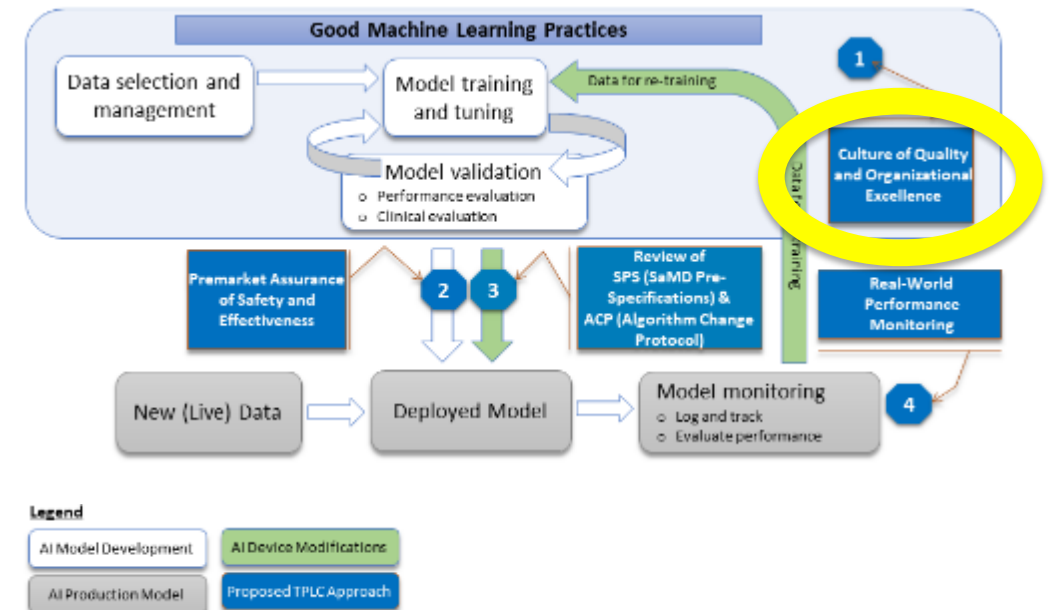 Good Machine Learning Practices
Data selection and
management
Model training
and tuning
Data for re-training
1
Culture of Quality
and Organizational
Excellence
Model validation
o Performance evaluation
o Clinical evaluation
Premarket Assurance
of Safety and
Effectiveness
2
3
Review of
SPS (SaMD Pre-
Specifications) &
ACP (Algorithm Change
Protocol)
Real-World
Performance
Monitoring
New (Live) Data
Deployed Model
Model monitoring
o Log and track
o Evaluate performance
4
Legend
AI Model Development
AI Device Modifications
AI Production Model
Proposed TPLC Approach